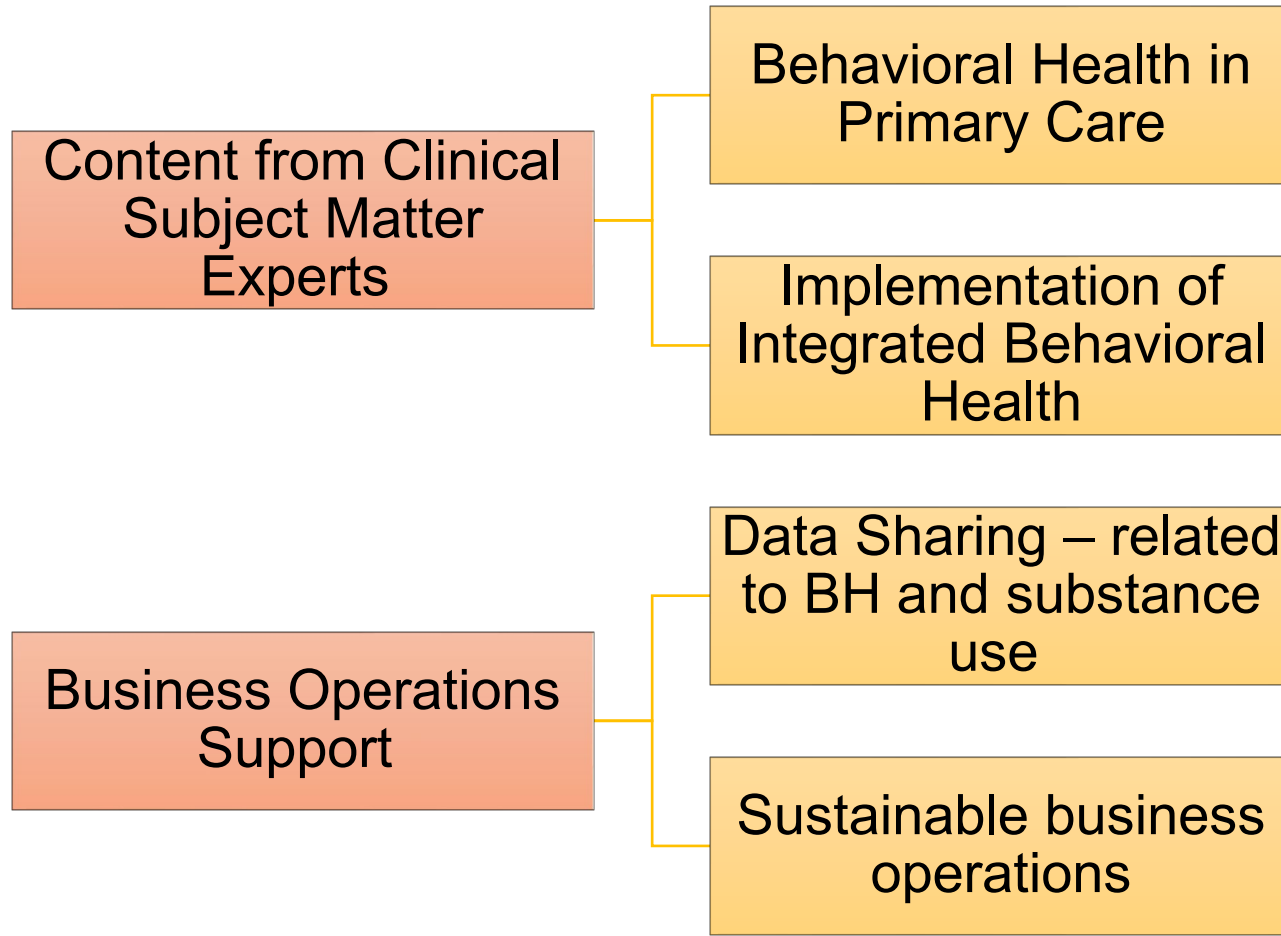 Content from Clinical
Subject Matter
Experts
Behavioral Health in
Primary Care
Implementation of
Integrated Behavioral
Health
Business Operations
Support
Data Sharing – related
to BH and substance
use
Sustainable business
operations